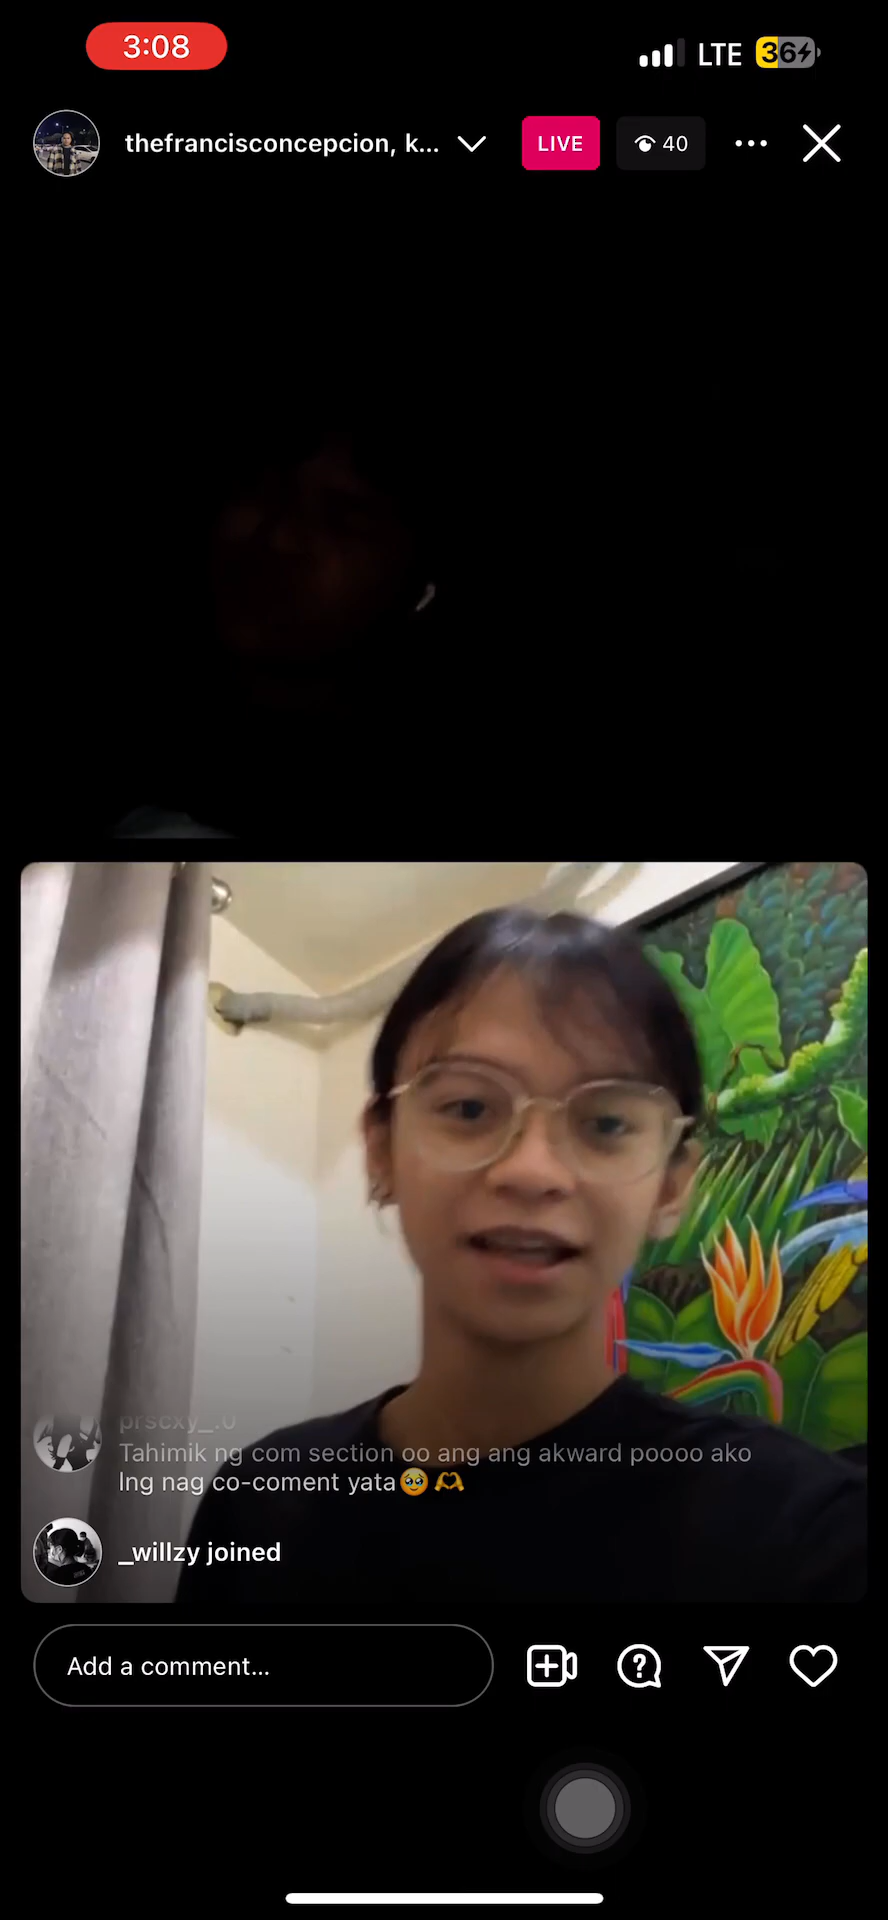 3:08
LTE 36
thefrancisconcepcion, k... LIVE 40
prscxy_.0
Tahimik ng com section oo ang ang akward poooo ako
lng nag co-coment yata🥹🫶
_willzy joined
Add a comment...